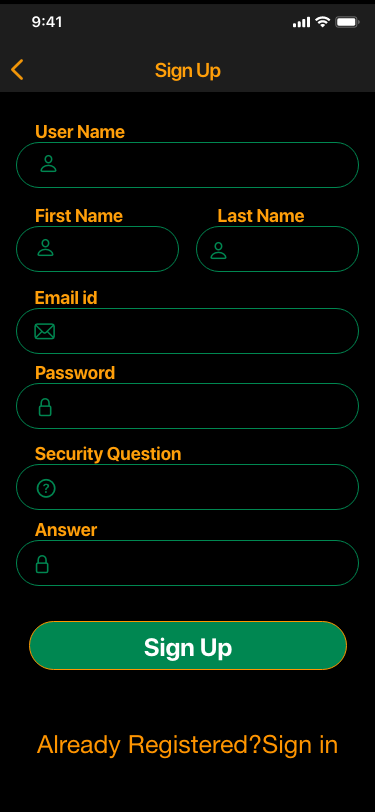 9:41
Sign Up
User Name
First Name Last Name
Email id
Password
Security Question
?
Answer
Sign Up
Already Registered?Sign in